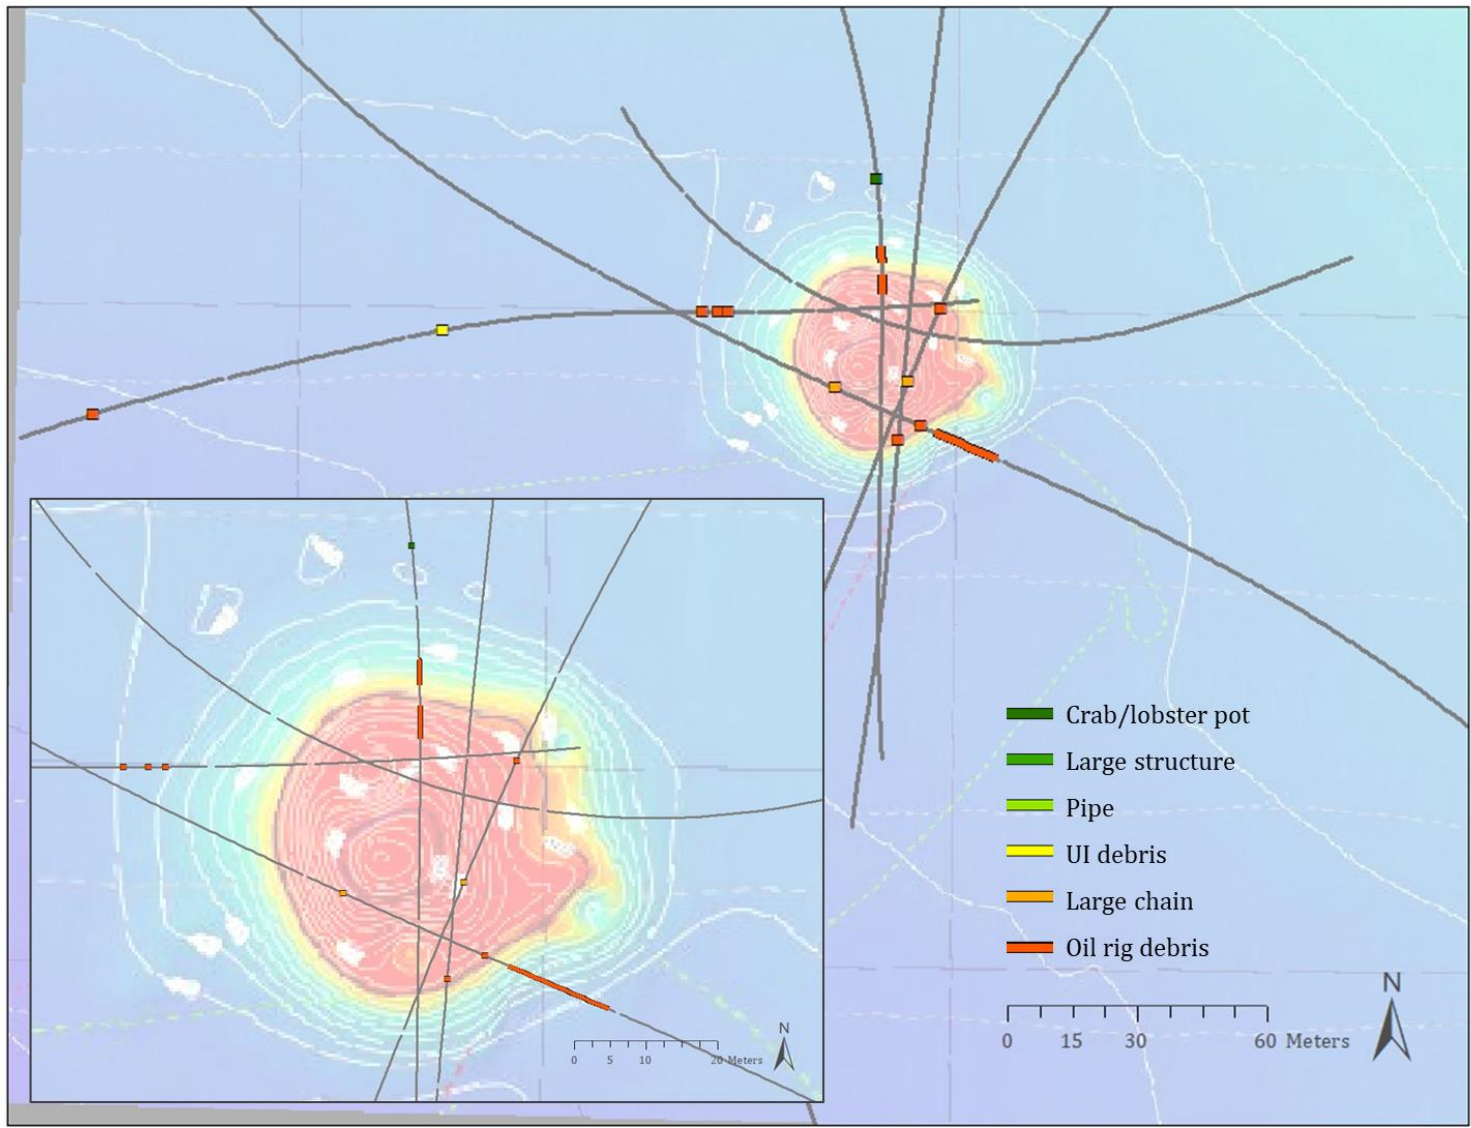 Crab/lobster pot
Large structure
Pipe
UI debris
Large chain
Oil rig debris
N
0 15 30 60 Meters
N
0 5 10 20 Meters